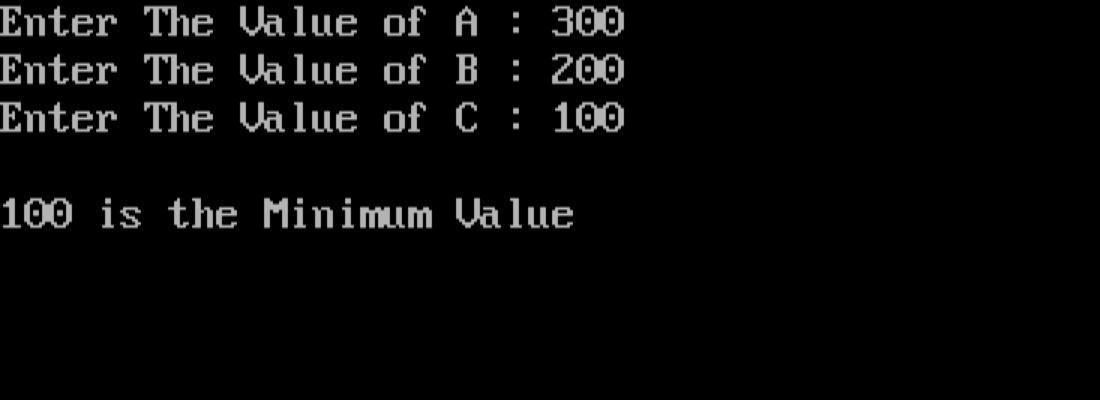 Enter The Value of A : 300
Enter The Value of B : 200
Enter The Value of C : 100
100 is the Minimum Value